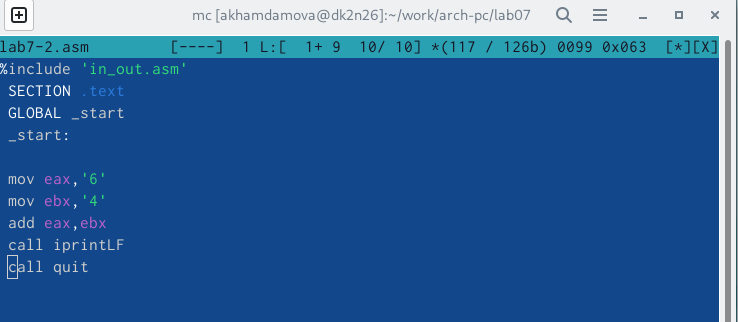 mc [akhamdamova@dk2n26]:~/work/arch-pc/lab07
lab7-2.asm [----] 1 L:[ 1+ 9 10/ 10] *(117 / 126b) 0099 0x063 [*][X]
%include 'in_out.asm'
SECTION .text
GLOBAL _start
_start:
mov eax,'6'
mov ebx,'4'
add eax,ebx
call iprintLF
call quit